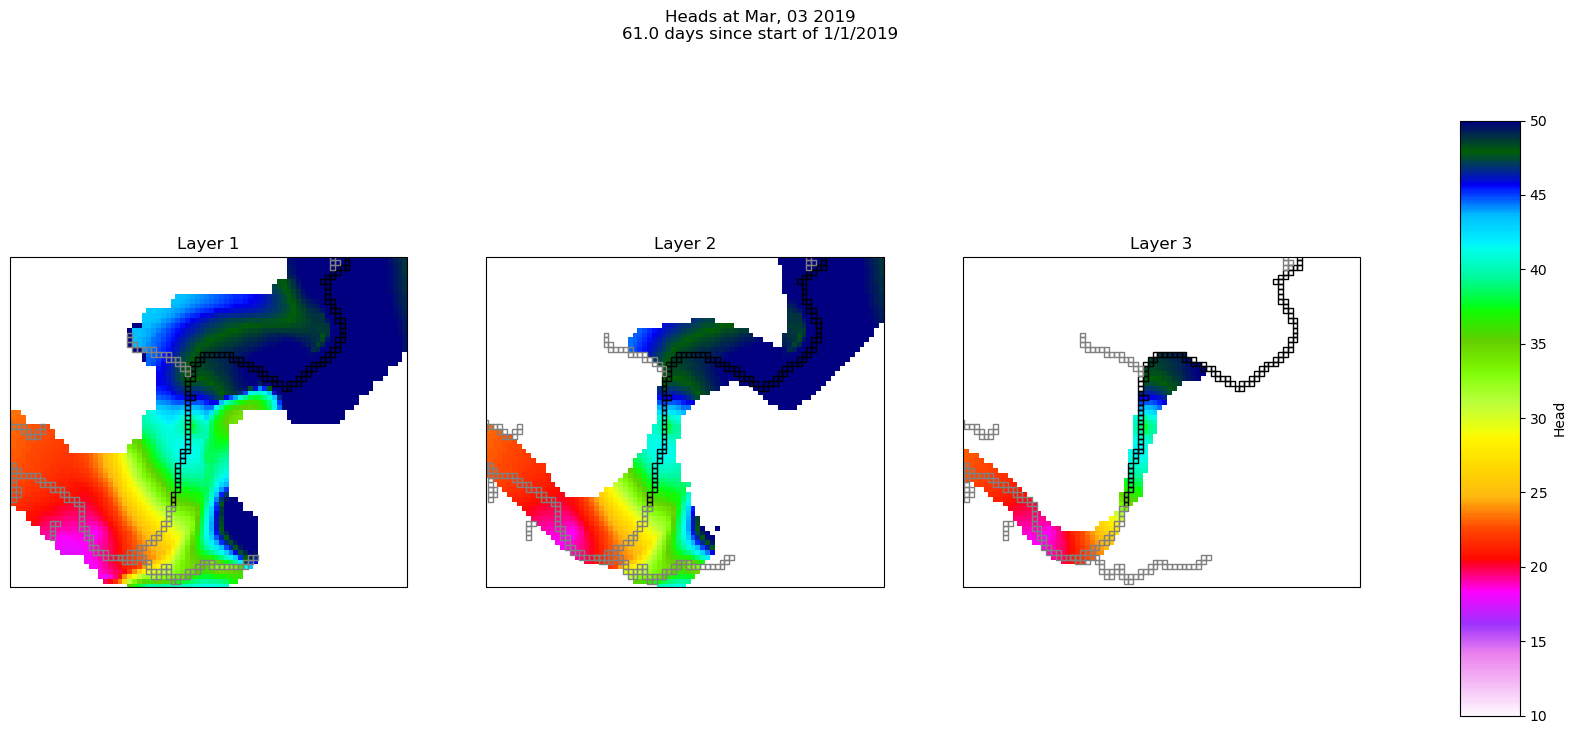 Heads at Mar, 03 2019
61.0 days since start of 1/1/2019
Layer 1
Layer 2
Layer 3
50
45
40
35
30
25
20
15
10
Head